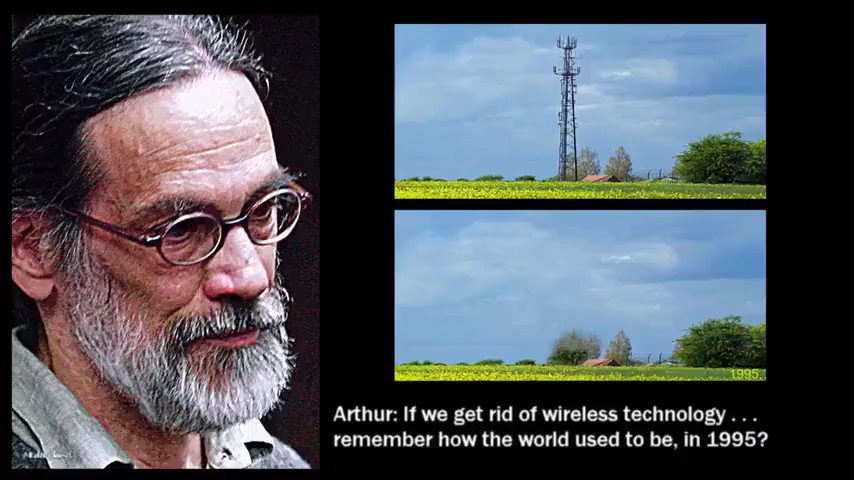 1995
Arthur: If we get rid of wireless technology . . .
remember how the world used to be, in 1995?